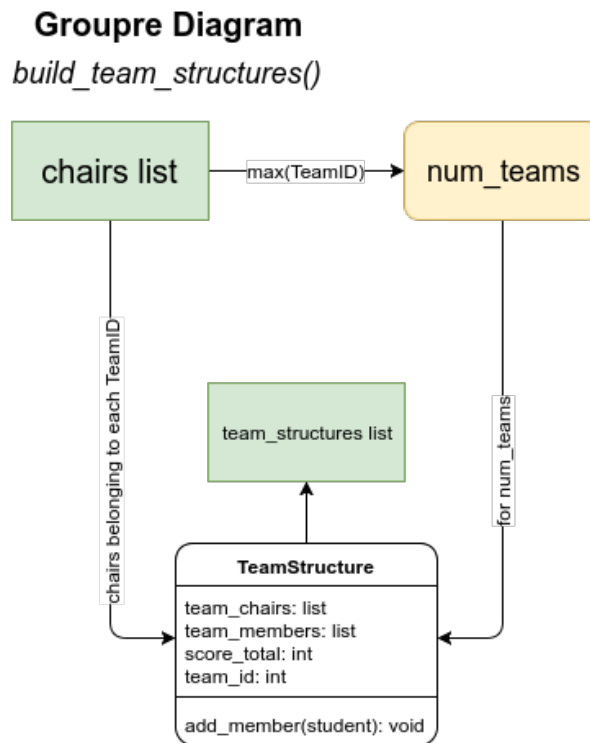 Groupre Diagram
build_team_structures()
chairs list
max(TeamID)
num_teams
chairs belonging to each TeamID
for num_teams
team_structures list
TeamStructure
team_chairs: list
team_members: list
score_total: int
team_id: int
add_member(student): void